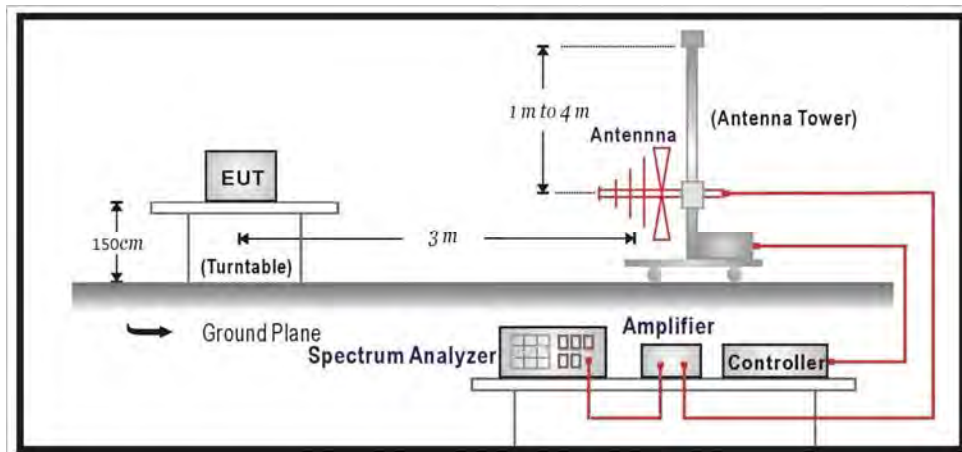 1 m to 4 m
(Antenna Tower)
Antennna
EUT
150cm
3 m
(Turntable)
Ground Plane
Amplifier
Spectrum Analyzer
Controller